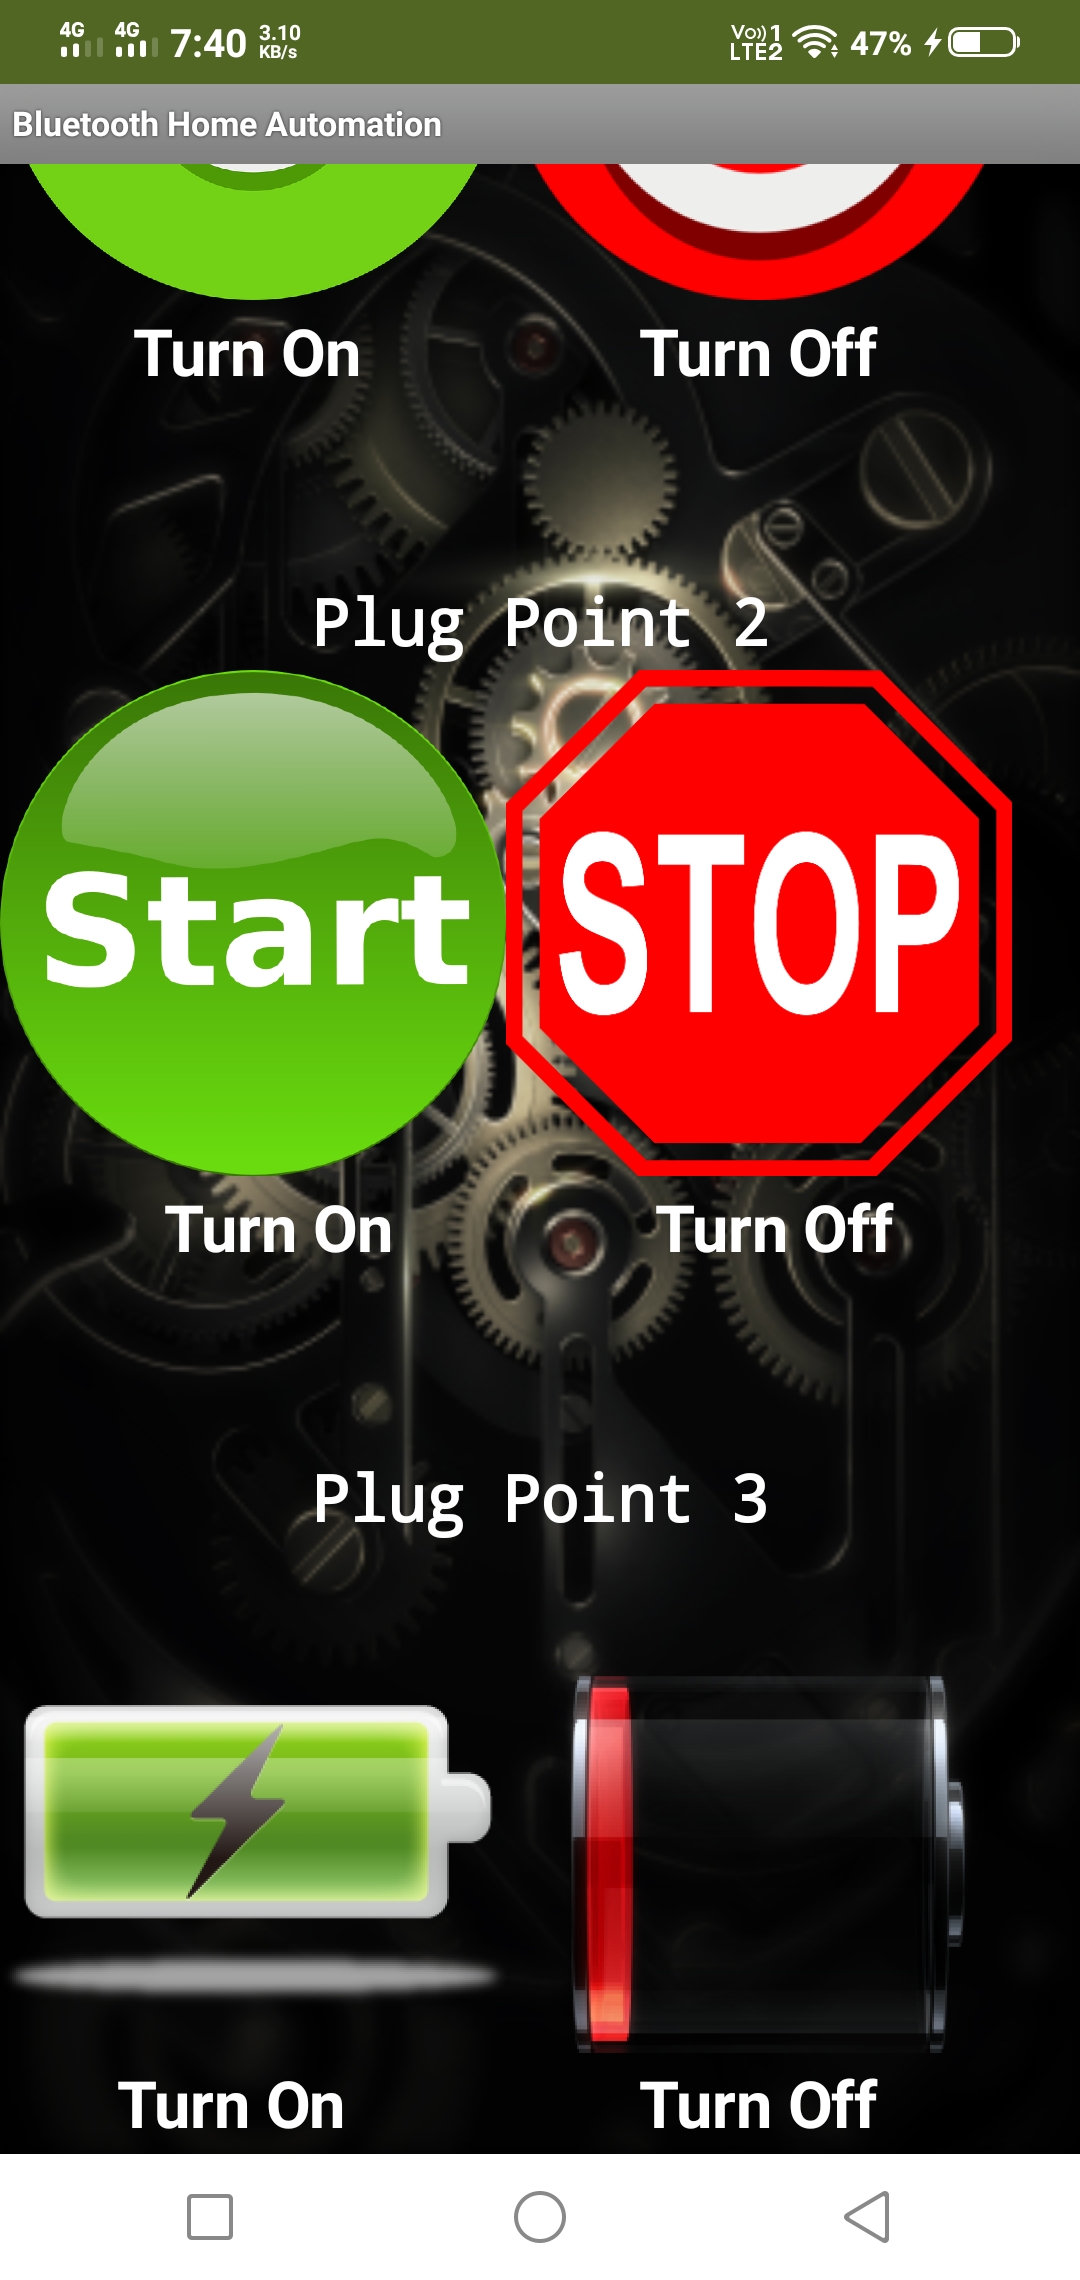 4G 4G 7:40 3.10 KB/s Vo)) 1 LTE2 47%
Bluetooth Home Automation
Turn On Turn Off
Plug Point 2
Start STOP
Turn On Turn Off
Plug Point 3
Turn On Turn Off